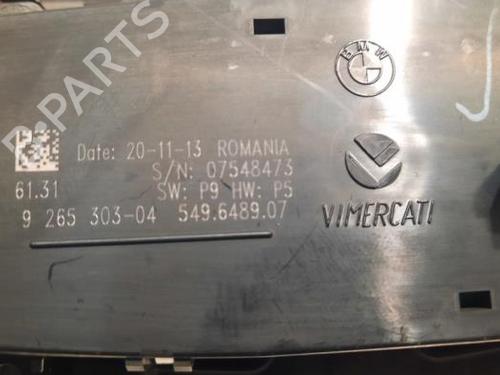 BMW
Date: 20-11-13 ROMANIA
S/N: 07548473
61.31 SW: P9 HW: P5
9 265 303-04 549.6489.07
VIMERCATI
B-PARTS